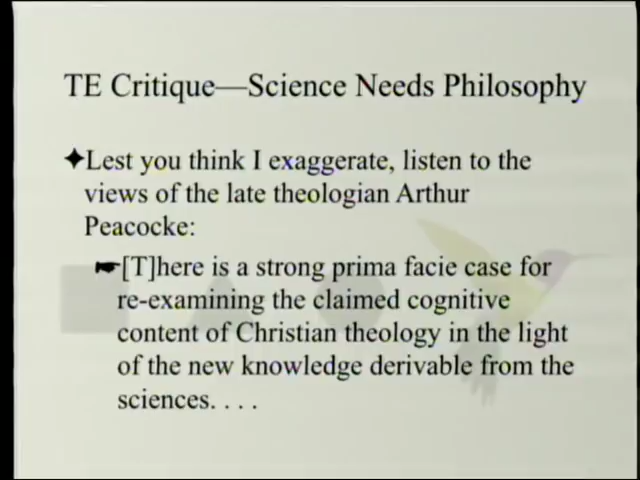 TE Critique—Science Needs Philosophy
Lest you think I exaggerate, listen to the
views of the late theologian Arthur
Peacocke:
[T]here is a strong prima facie case for
re-examining the claimed cognitive
content of Christian theology in the light
of the new knowledge derivable from the
sciences. . . .